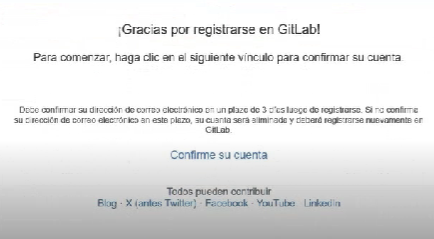 ¡Gracias por registrarse en GitLab!
Para comenzar, haga clic en el siguiente vínculo para confirmar su cuenta.
Debe confirmar su dirección de correo electrónico en un plazo de 3 días luego de registrarse. Si no confirma
su dirección de correo electrónico en este plazo, su cuenta será eliminada y deberá registrarse nuevamente en
GitLab.
Confirme su cuenta
Todos pueden contribuir
Blog · X (antes Twitter) · Facebook · YouTube · LinkedIn